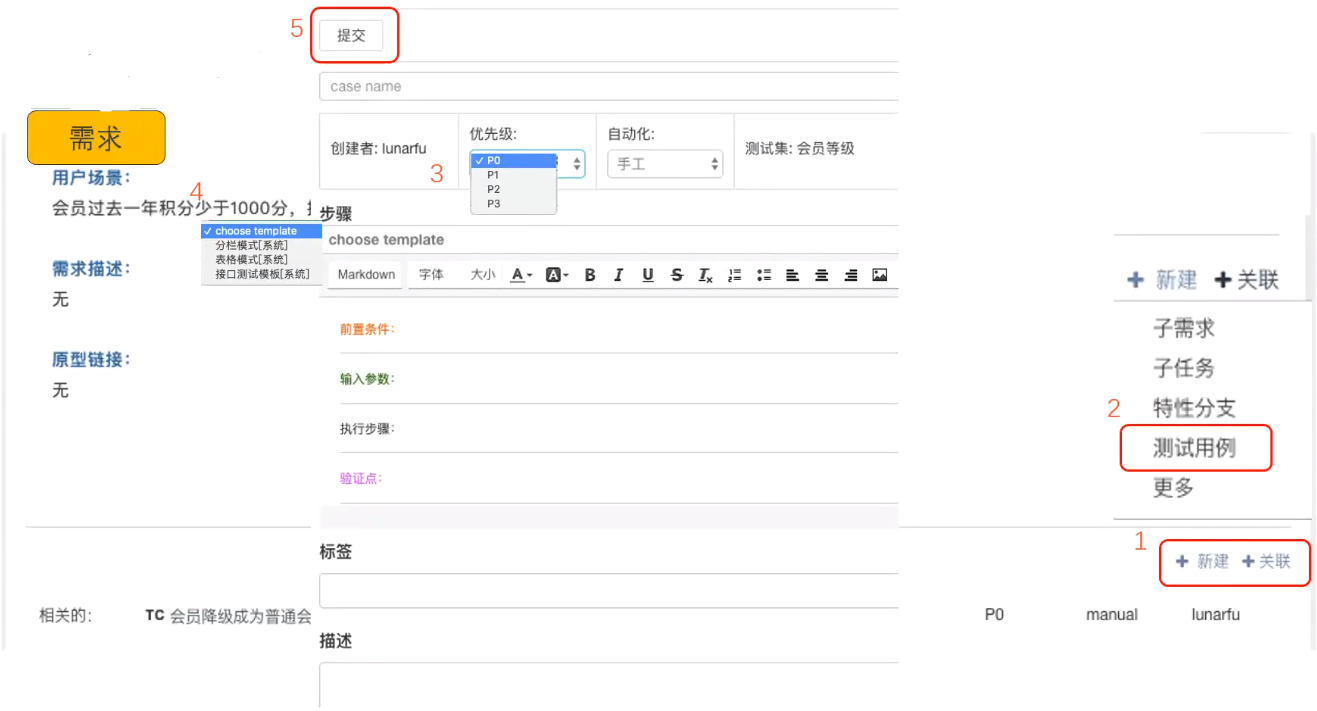 5
提交
case name
需求
创建者: lunarfu
优先级:
P0
P1
P2
P3
自动化:
手工
测试集: 会员等级
3
用户场景:
4
会员过去一年积分少于1000分,
步骤
choose template
分栏模式[系统]
表格模式[系统]
接口测试模板[系统]
choose template
需求描述:
无
Markdown 字体 大小 A A B I U S Tx
原型链接:
无
前置条件:
输入参数:
执行步骤:
验证点:
+ 新建 + 关联
子需求
子任务
2
特性分支
测试用例
更多
标签
1
+ 新建 + 关联
相关的: TC 会员降级成为普通会 P0 manual lunarfu
描述